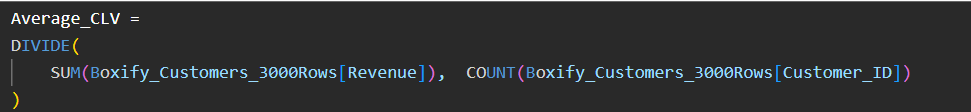 Average_CLV =
DIVIDE(
SUM(Boxify_Customers_3000Rows[Revenue]), COUNT(Boxify_Customers_3000Rows[Customer_ID])
)